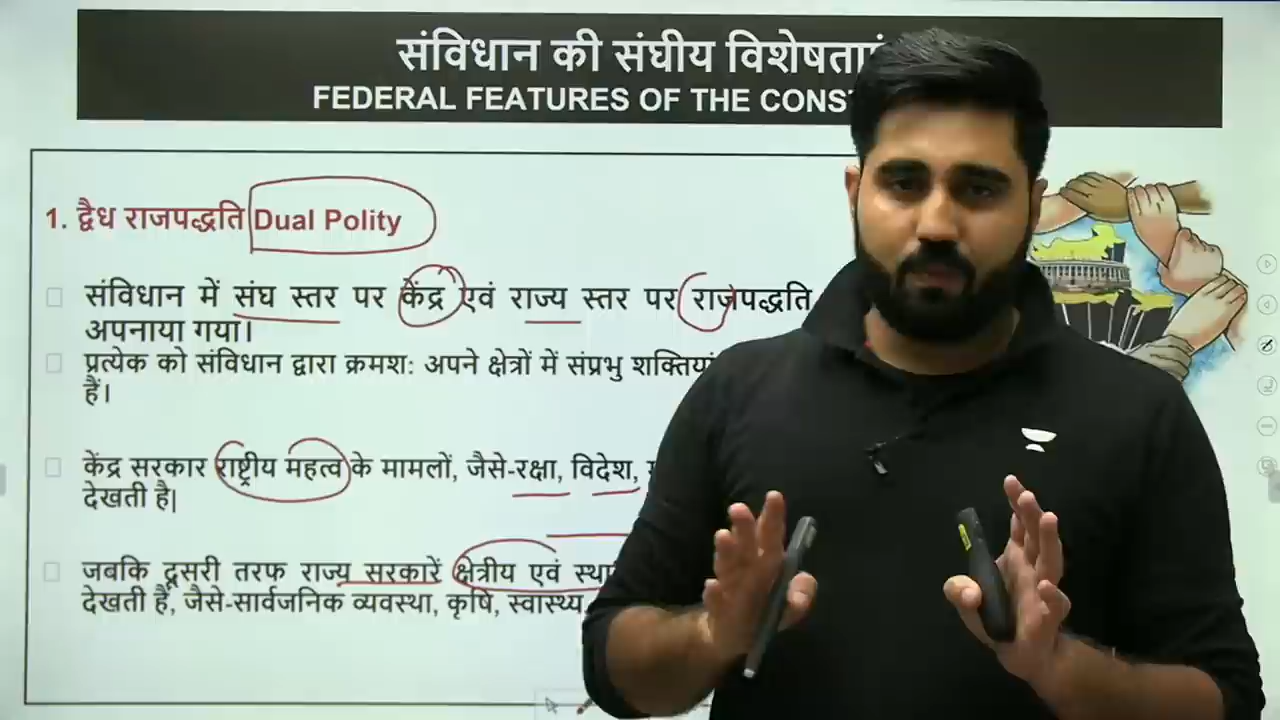 संविधान की संघीय विशेषताएं
FEDERAL FEATURES OF THE CONST
1. द्वैध राजपद्धति Dual Polity
संविधान में संघ स्तर पर केंद्र एवं राज्य स्तर पर राजपद्धति
अपनाया गया।
प्रत्येक को संविधान द्वारा क्रमश: अपने क्षेत्रों में संप्रभु शक्तियां
हैं।
केंद्र सरकार राष्ट्रीय महत्व के मामलों, जैसे-रक्षा, विदेश,
देखती है|
जबकि दूसरी तरफ राज्य सरकारें क्षेत्रीय एवं
देखती हैं, जैसे-सार्वजनिक व्यवस्था, कृषि, स्वास्थ्य